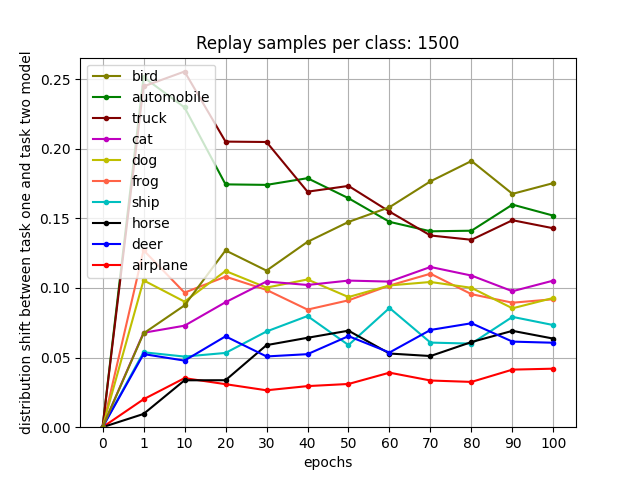 Replay samples per class: 1500
distribution shift between task one and task two model
0.25
0.20
0.15
0.10
0.05
0.00
bird
automobile
truck
cat
dog
frog
ship
horse
deer
airplane
0 1 10 20 30 40 50 60 70 80 90 100
epochs